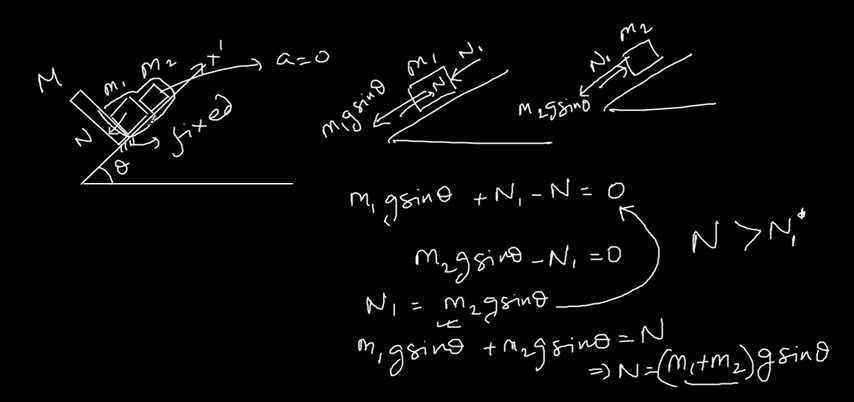 M
m₁
m₂
+'
a=0
N
fixed
θ
m₁
N₁
N
m₁gsinθ
m₂
N₁
m₂gsinθ
m₁gsinθ + N₁ - N = 0
m₂gsinθ - N₁ = 0
N > N₁*
N₁ = m₂gsinθ
m₁gsinθ + m₂gsinθ = N
⇒ N = (m₁+m₂)gsinθ